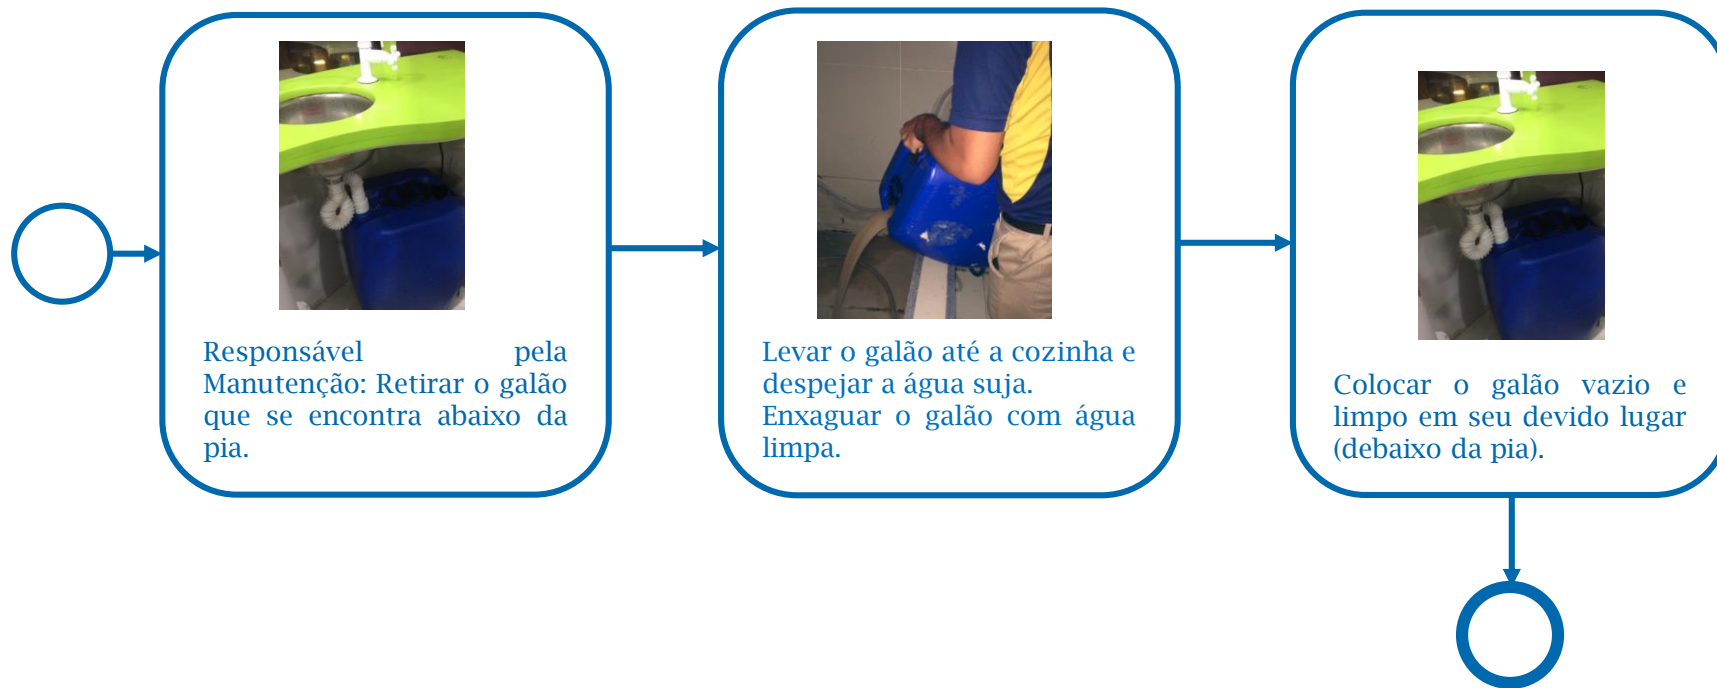 Responsável pela
Manutenção: Retirar o galão
que se encontra abaixo da
pia.
Levar o galão até a cozinha e
despejar a água suja.
Enxaguar o galão com água
limpa.
Colocar o galão vazio e
limpo em seu devido lugar
(debaixo da pia).